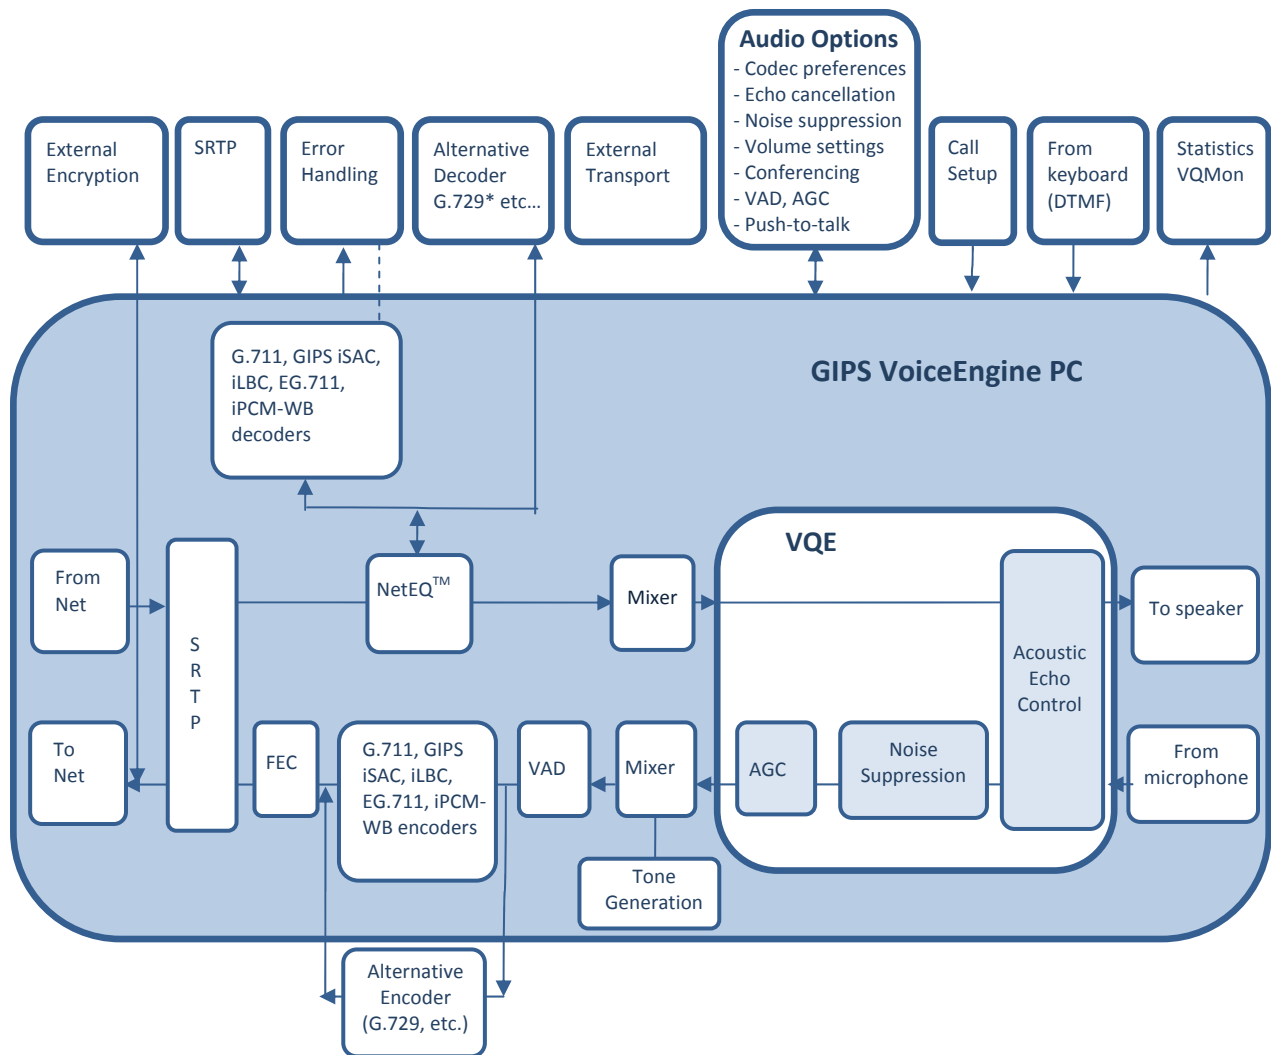 Audio Options
- Codec preferences
- Echo cancellation
- Noise suppression
- Volume settings
- Conferencing
- VAD, AGC
- Push-to-talk
External
Encryption
SRTP
Error
Handling
Alternative
Decoder
G.729* etc...
External
Transport
Call
Setup
From
keyboard
(DTMF)
Statistics
VQMon
G.711, GIPS iSAC,
iLBC, EG.711,
iPCM-WB
decoders
GIPS VoiceEngine PC
VQE
From
Net
S
R
T
P
NetEQ™
Mixer
Acoustic
Echo
Control
To speaker
To
Net
FEC
G.711, GIPS
iSAC, iLBC,
EG.711, iPCM-
WB encoders
VAD
Mixer
AGC
Noise
Suppression
From
microphone
Tone
Generation
Alternative
Encoder
(G.729, etc.)